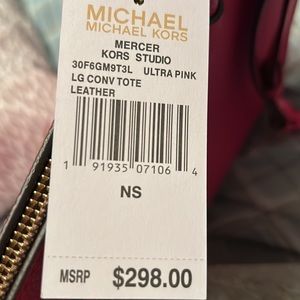 MICHAEL
MICHAEL KORS
MERCER
KORS STUDIO
30F6GM9T3L ULTRA PINK
LG CONV TOTE
LEATHER
1 91935 07106 4
NS
MSRP $298.00